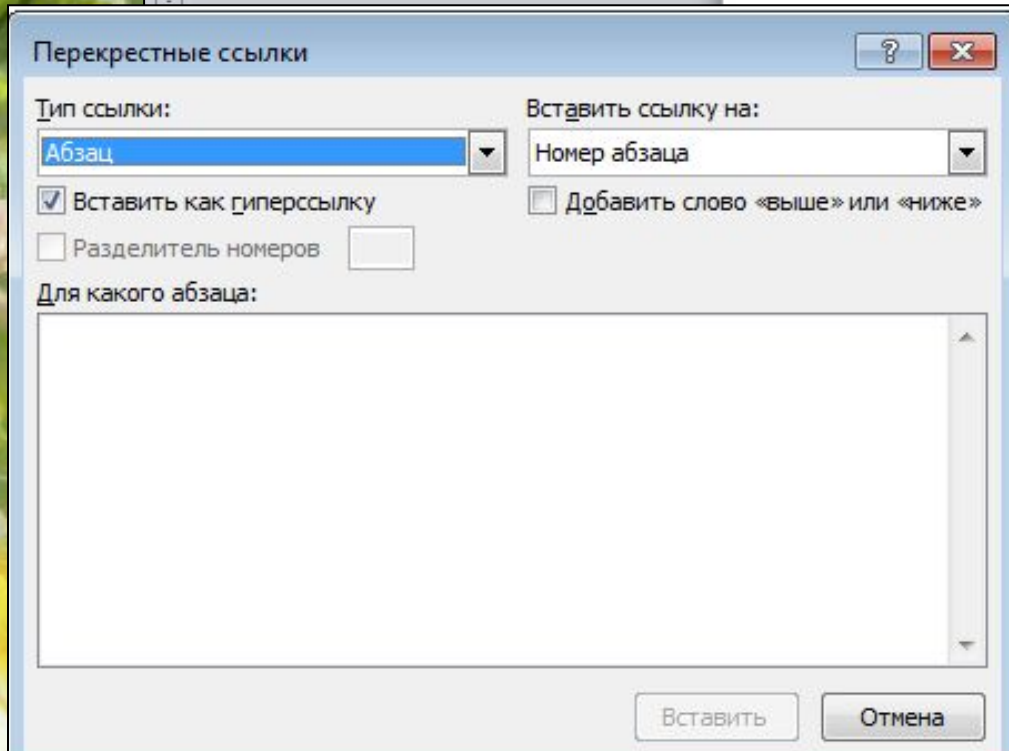 Перекрестные ссылки
Тип ссылки:
Вставить ссылку на:
Абзац
Номер абзаца
Вставить как гиперссылку
Добавить слово «выше» или «ниже»
Разделитель номеров
Для какого абзаца:
Вставить
Отмена